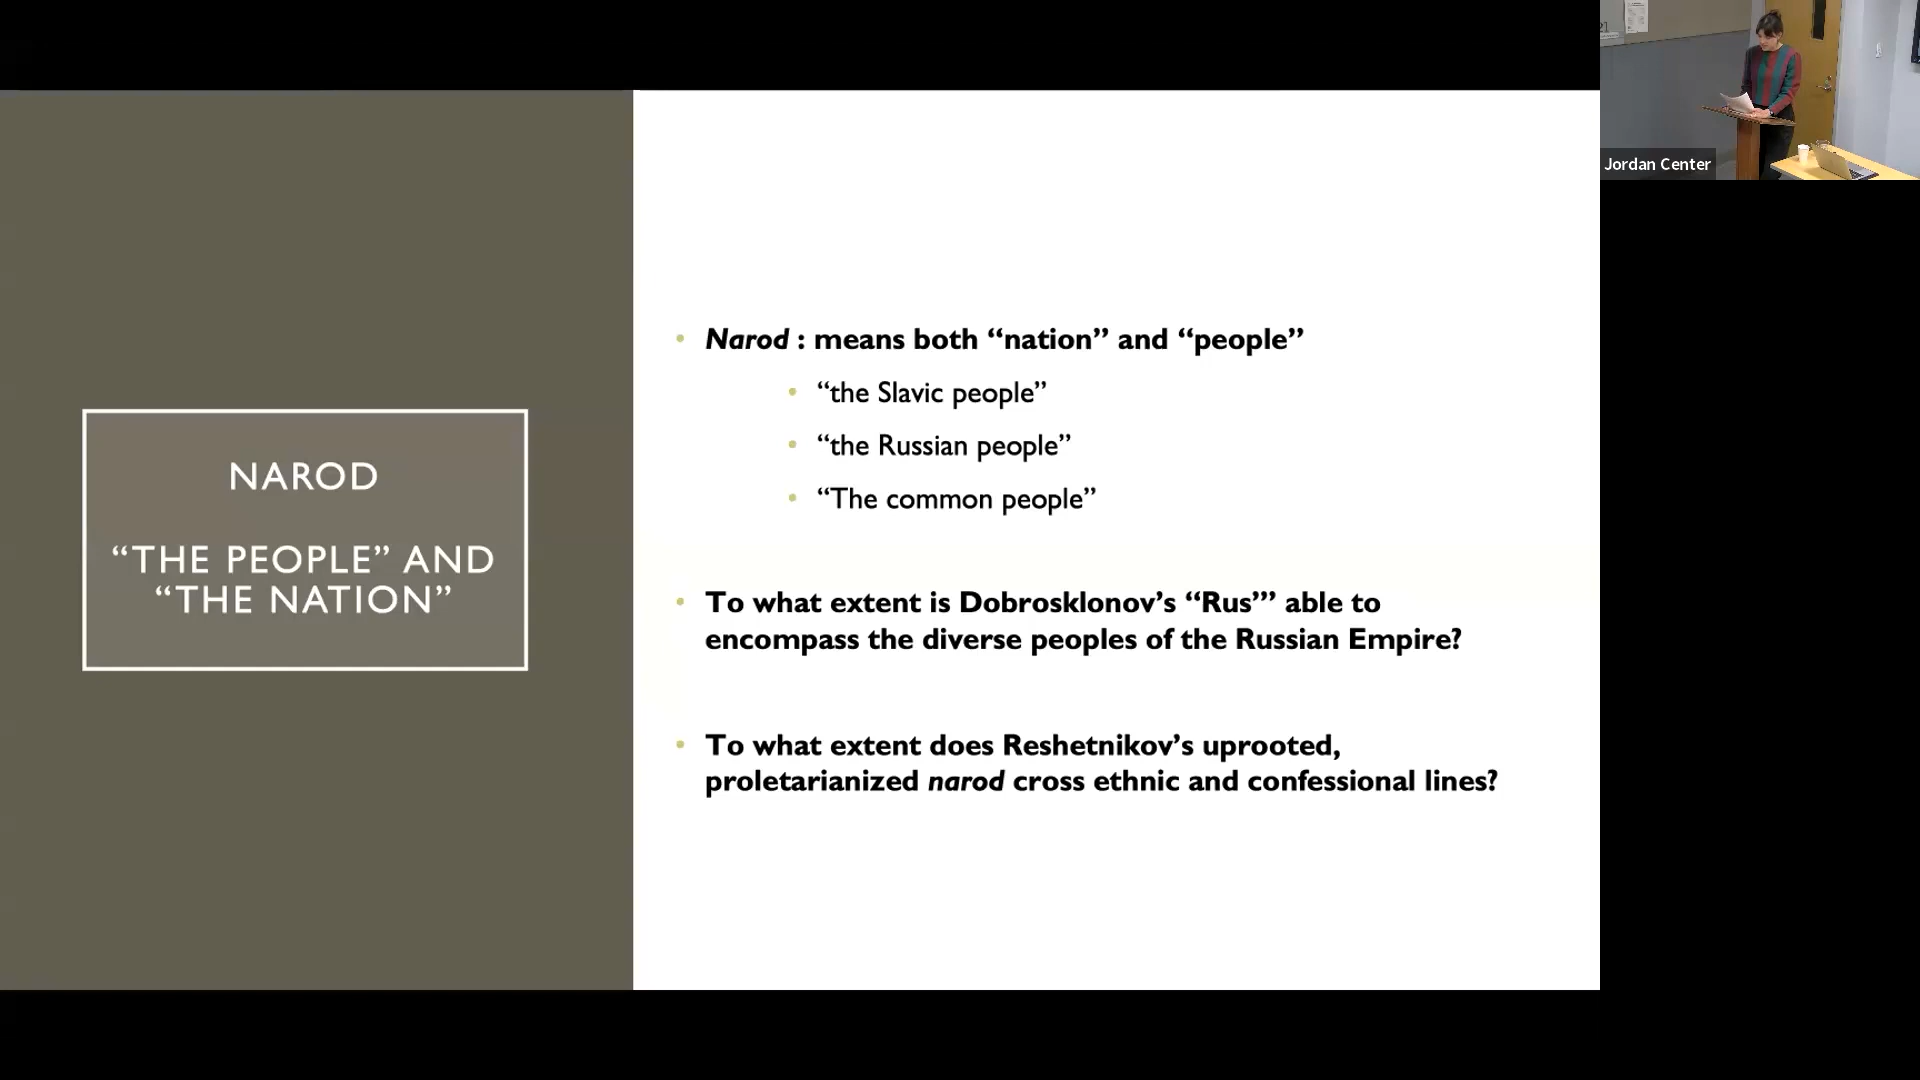 NAROD
“THE PEOPLE” AND
“THE NATION”
• Narod : means both “nation” and “people”
• “the Slavic people”
• “the Russian people”
• “The common people”
• To what extent is Dobrosklonov’s “Rus’” able to
encompass the diverse peoples of the Russian Empire?
• To what extent does Reshetnikov’s uprooted,
proletarianized narod cross ethnic and confessional lines?
Jordan Center